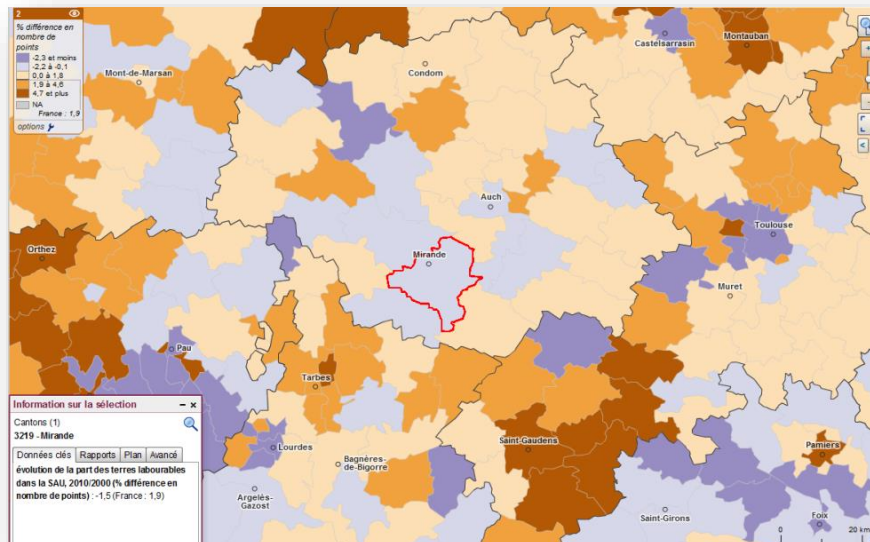 2
% différence en
nombre de
points
-2,3 et moins
-2,2 à -0,1
0,0 à 1,8
1,9 à 4,6
4,7 et plus
NA
France : 1,9
options
Mont-de-Marsan
Condom
Castelsarrasin
Montauban
Auch
Orthez
Mirande
Toulouse
Muret
Pau
Tarbes
Saint-Gaudens
Pamiers
Lourdes
Bagnères-
de-Bigorre
Argelès-
Gazost
Saint-Girons
Foix
0 20 km
Information sur la sélection
Cantons (1)
3219 - Mirande
Données clés Rapports Plan Avancé
évolution de la part des terres labourables
dans la SAU, 2010/2000 (% différence en
nombre de points) : -1,5 (France : 1,9)